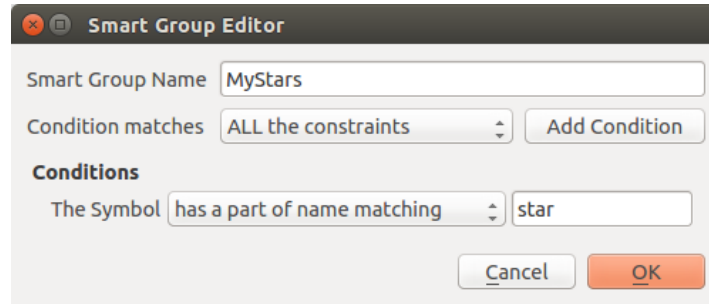 Smart Group Editor
Smart Group Name MyStars
Condition matches ALL the constraints Add Condition
Conditions
The Symbol has a part of name matching star
Cancel OK